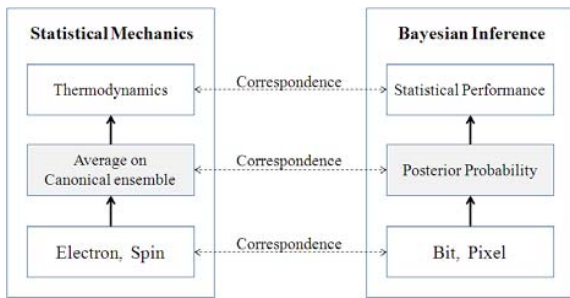 Statistical Mechanics
Bayesian Inference
Thermodynamics
Correspondence
Statistical Performance
Average on
Canonical ensemble
Correspondence
Posterior Probability
Electron, Spin
Correspondence
Bit, Pixel